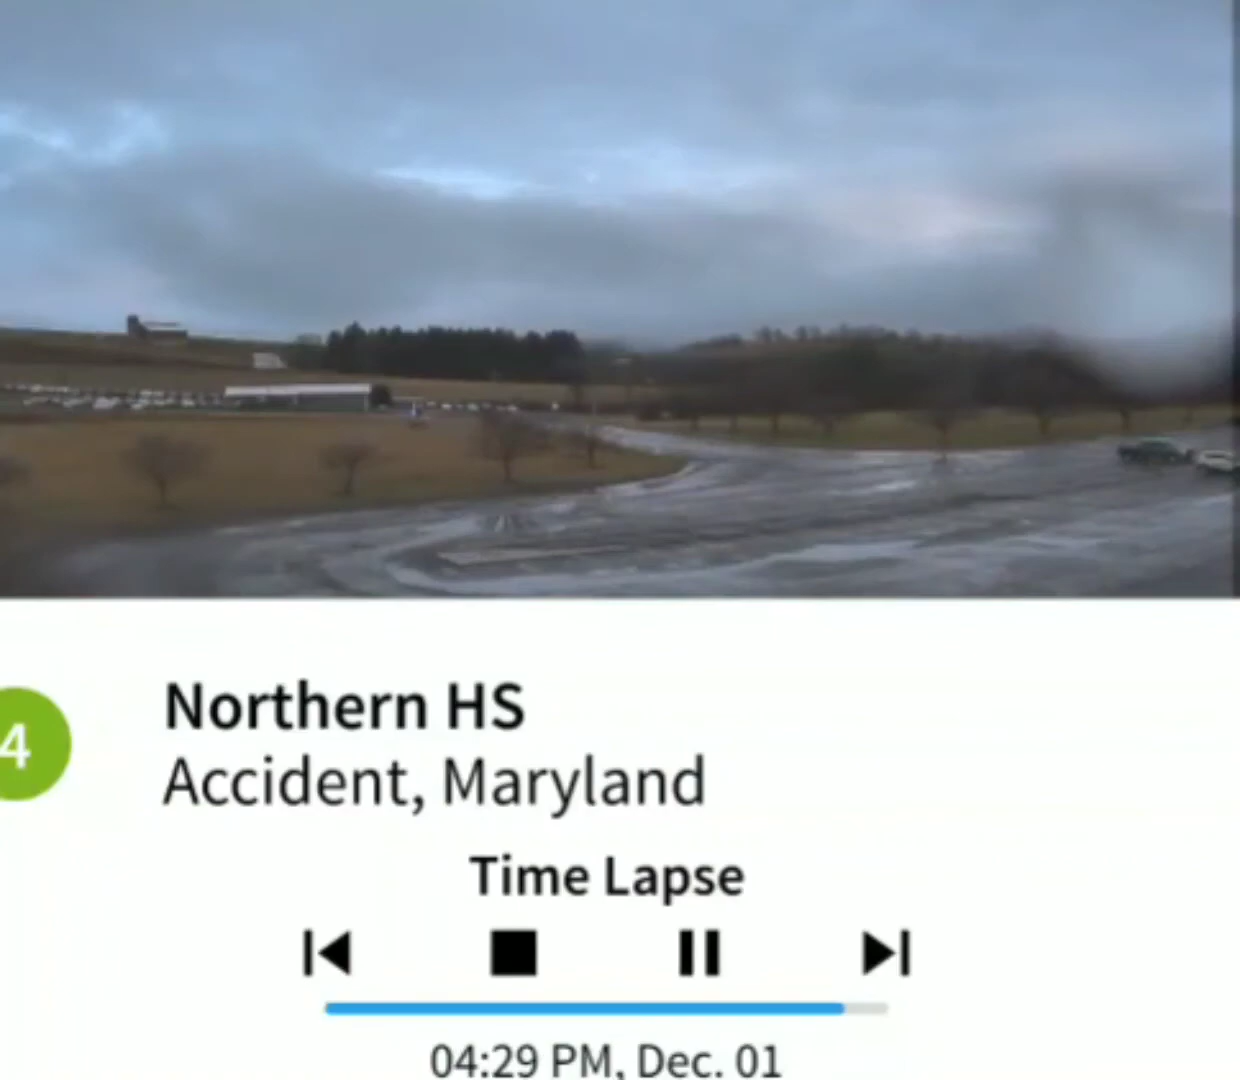 4
Northern HS
Accident, Maryland
Time Lapse
04:29 PM, Dec. 01